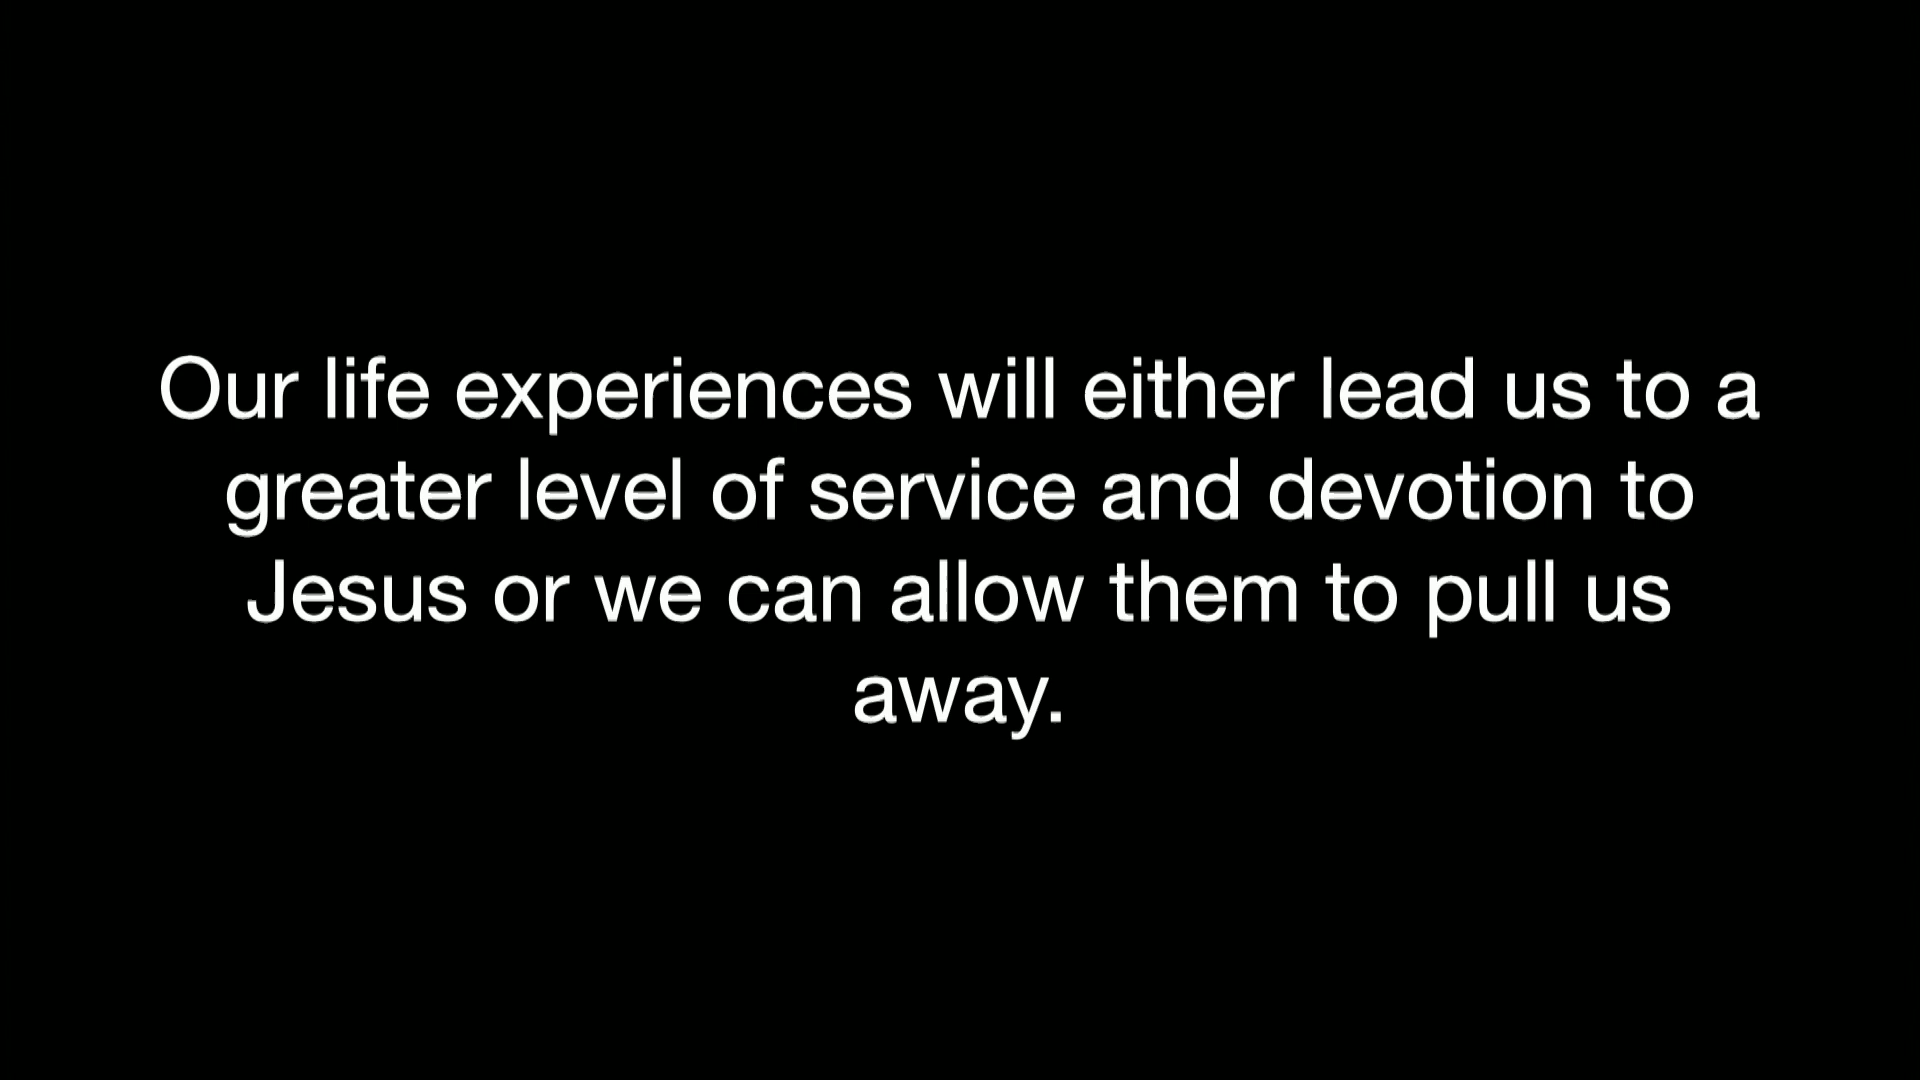 Our life experiences will either lead us to a
greater level of service and devotion to
Jesus or we can allow them to pull us
away.